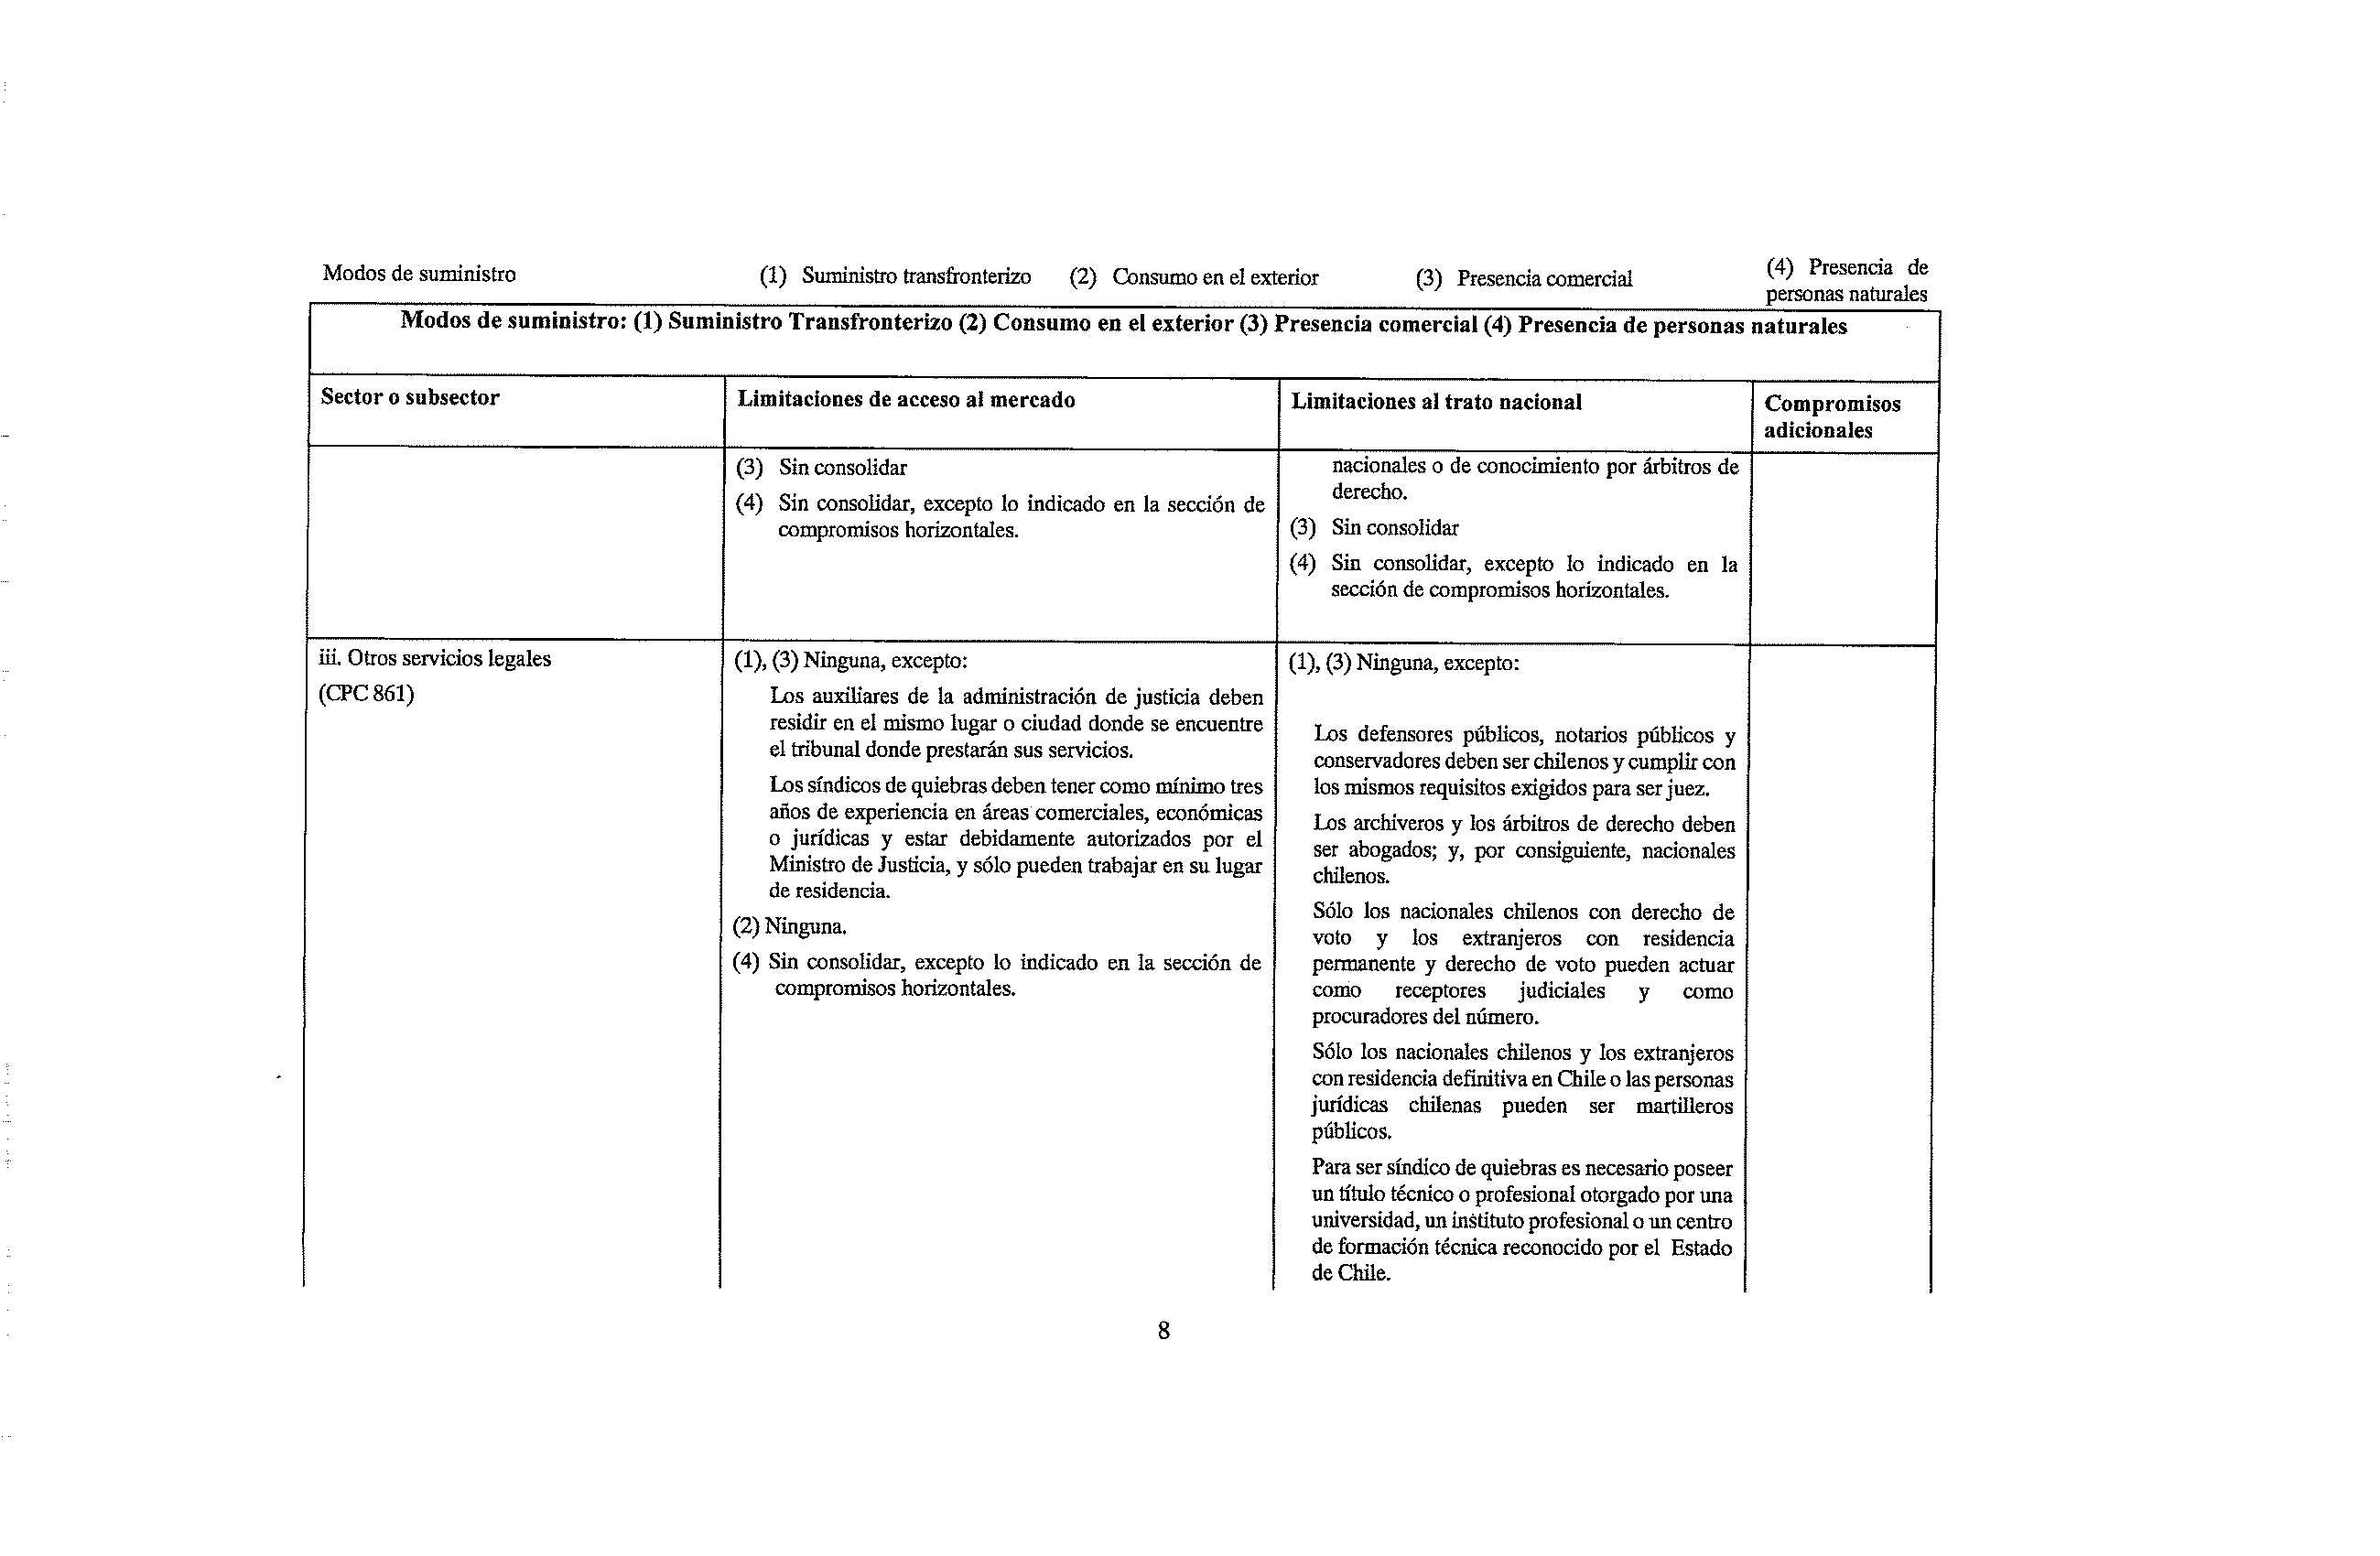 Modos de suministro (1) Suministro transfronterizo (2) Consumo en el exterior (3) Presencia comercial (4) Presencia de
personas naturales
Modos de suministro: (1) Suministro Transfronterizo (2) Consumo en el exterior (3) Presencia comercial (4) Presencia de personas naturales
Sector o subsector
Limitaciones de acceso al mercado
Limitaciones al trato nacional
Compromisos
adicionales
(3) Sin consolidar
(4) Sin consolidar, excepto lo indicado en la sección de
compromisos horizontales.
nacionales o de conocimiento por árbitros de
derecho.
(3) Sin consolidar
(4) Sin consolidar, excepto lo indicado en la
sección de compromisos horizontales.
iii. Otros servicios legales
(CPC 861)
(1), (3) Ninguna, excepto:
Los auxiliares de la administración de justicia deben
residir en el mismo lugar o ciudad donde se encuentre
el tribunal donde prestarán sus servicios.
Los síndicos de quiebras deben tener como mínimo tres
años de experiencia en áreas comerciales, económicas
o jurídicas y estar debidamente autorizados por el
Ministro de Justicia, y sólo pueden trabajar en su lugar
de residencia.
(2) Ninguna.
(4) Sin consolidar, excepto lo indicado en la sección de
compromisos horizontales.
(1), (3) Ninguna, excepto:
Los defensores públicos, notarios públicos y
conservadores deben ser chilenos y cumplir con
los mismos requisitos exigidos para ser juez.
Los archiveros y los árbitros de derecho deben
ser abogados; y, por consiguiente, nacionales
chilenos.
Sólo los nacionales chilenos con derecho de
voto y los extranjeros con residencia
permanente y derecho de voto pueden actuar
como receptores judiciales y como
procuradores del número.
Sólo los nacionales chilenos y los extranjeros
con residencia definitiva en Chile o las personas
jurídicas chilenas pueden ser martilleros
públicos.
Para ser síndico de quiebras es necesario poseer
un título técnico o profesional otorgado por una
universidad, un instituto profesional o un centro
de formación técnica reconocido por el Estado
de Chile.
8